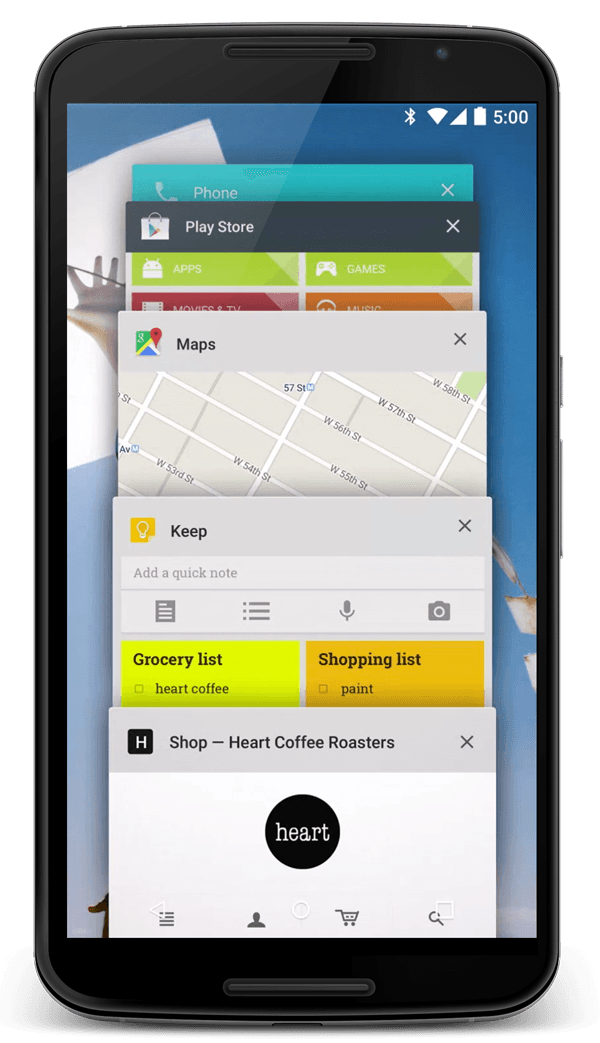 5:00
Phone
Play Store
APPS
GAMES
MOVIES & TV
MUSIC
Maps
57 St M
W 58th St
W 57th St
St
W 56th St
Av M
W 53rd St
W 54th St
W 55th St
Keep
Add a quick note
Grocery list
Shopping list
heart coffee
paint
H
Shop — Heart Coffee Roasters
heart